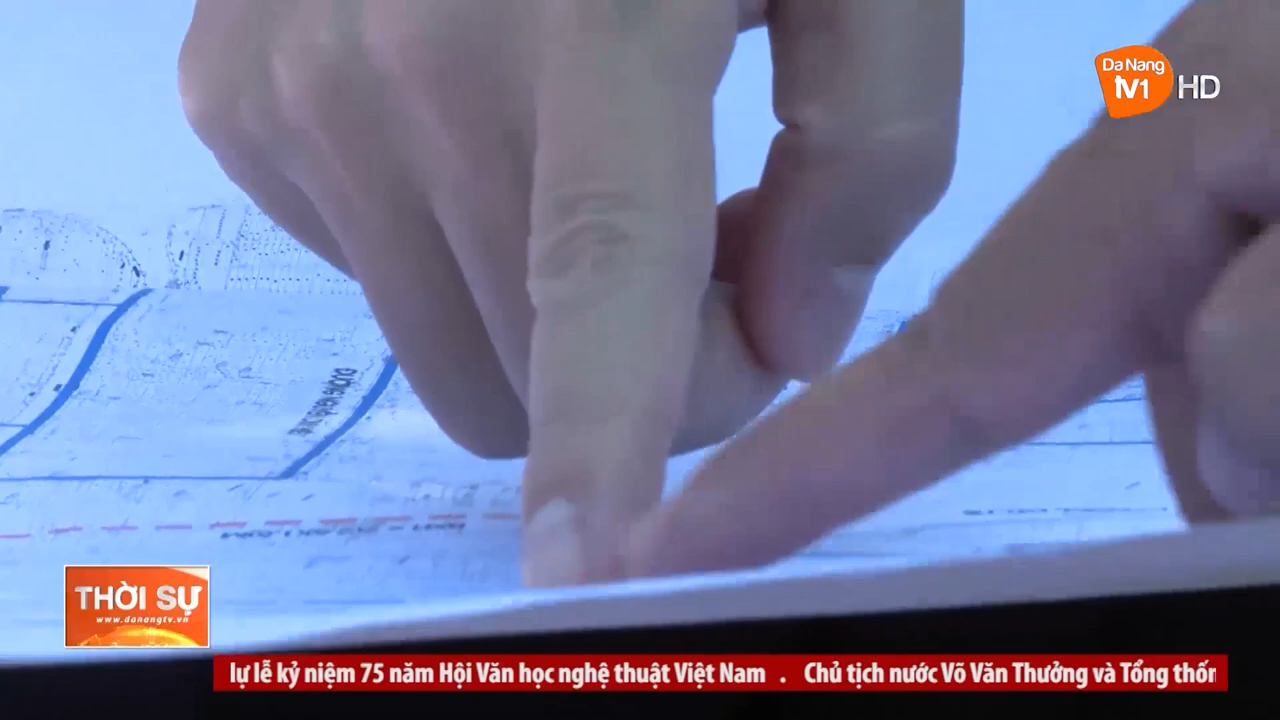 Da Nang
TV1 HD
THỜI SỰ
www.danangtv.vn
lự lễ kỷ niệm 75 năm Hội Văn học nghệ thuật Việt Nam . Chủ tịch nước Võ Văn Thưởng và Tổng thốn